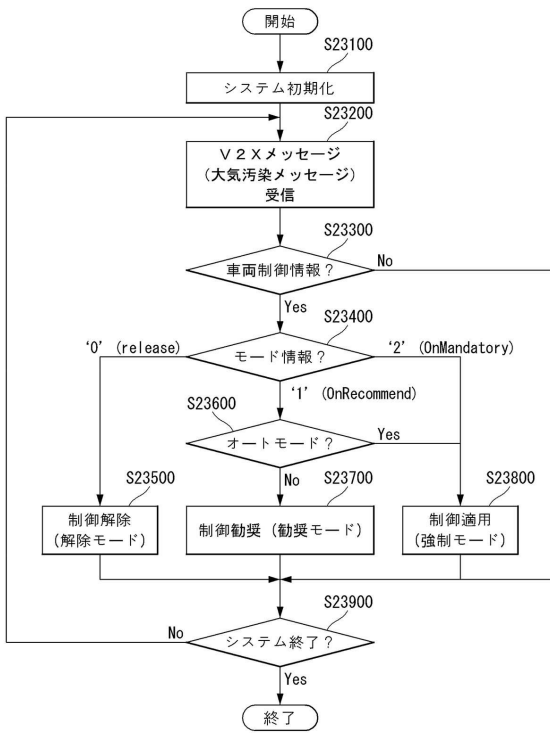 開始
S23100
システム初期化
S23200
V2Xメッセージ
(大気汚染メッセージ)
受信
S23300
車両制御情報?
No
Yes
S23400
'0' (release)
モード情報?
'2' (OnMandatory)
'1' (OnRecommend)
S23600
オートモード?
Yes
No
S23500
S23700
S23800
制御解除
(解除モード)
制御勧奨(勧奨モード)
制御適用
(強制モード)
S23900
No
システム終了?
Yes
終了